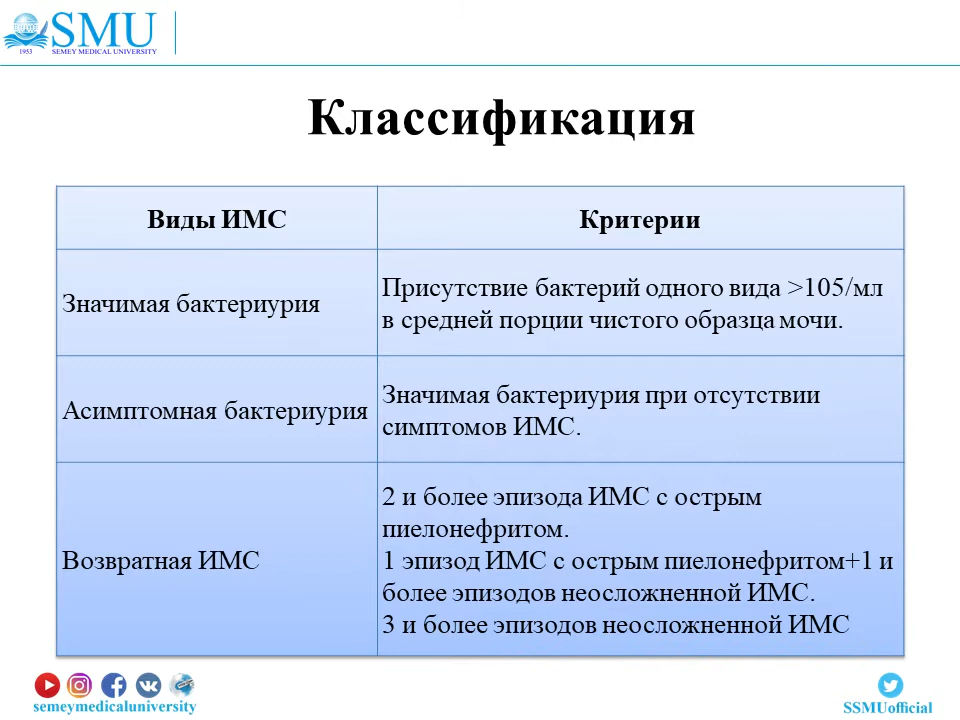 SMU
1953 SEMEY MEDICAL UNIVERSITY
Классификация
Виды ИМС
Критерии
Значимая бактериурия
Присутствие бактерий одного вида >105/мл
в средней порции чистого образца мочи.
Асимптомная бактериурия
Значимая бактериурия при отсутствии
симптомов ИМС.
Возвратная ИМС
2 и более эпизода ИМС с острым
пиелонефритом.
1 эпизод ИМС с острым пиелонефритом+1 и
более эпизодов неосложненной ИМС.
3 и более эпизодов неосложненной ИМС
semeymedicaluniversity
SSMUofficial